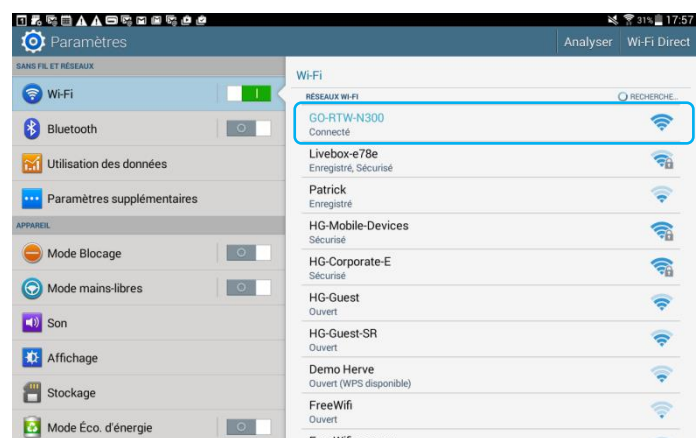 31% 17:57
Paramètres
Analyser
Wi-Fi Direct
SANS FIL ET RÉSEAUX
Wi-Fi
Bluetooth
Utilisation des données
Paramètres supplémentaires
APPAREIL
Mode Blocage
Mode mains-libres
Son
Affichage
Stockage
Mode Éco. d'énergie
Wi-Fi
RÉSEAUX WI-FI
RECHERCHE...
GO-RTW-N300
Connecté
Livebox-e78e
Enregistré, Sécurisé
Patrick
Enregistré
HG-Mobile-Devices
Sécurisé
HG-Corporate-E
Sécurisé
HG-Guest
Ouvert
HG-Guest-SR
Ouvert
Demo Herve
Ouvert (WPS disponible)
FreeWifi
Ouvert